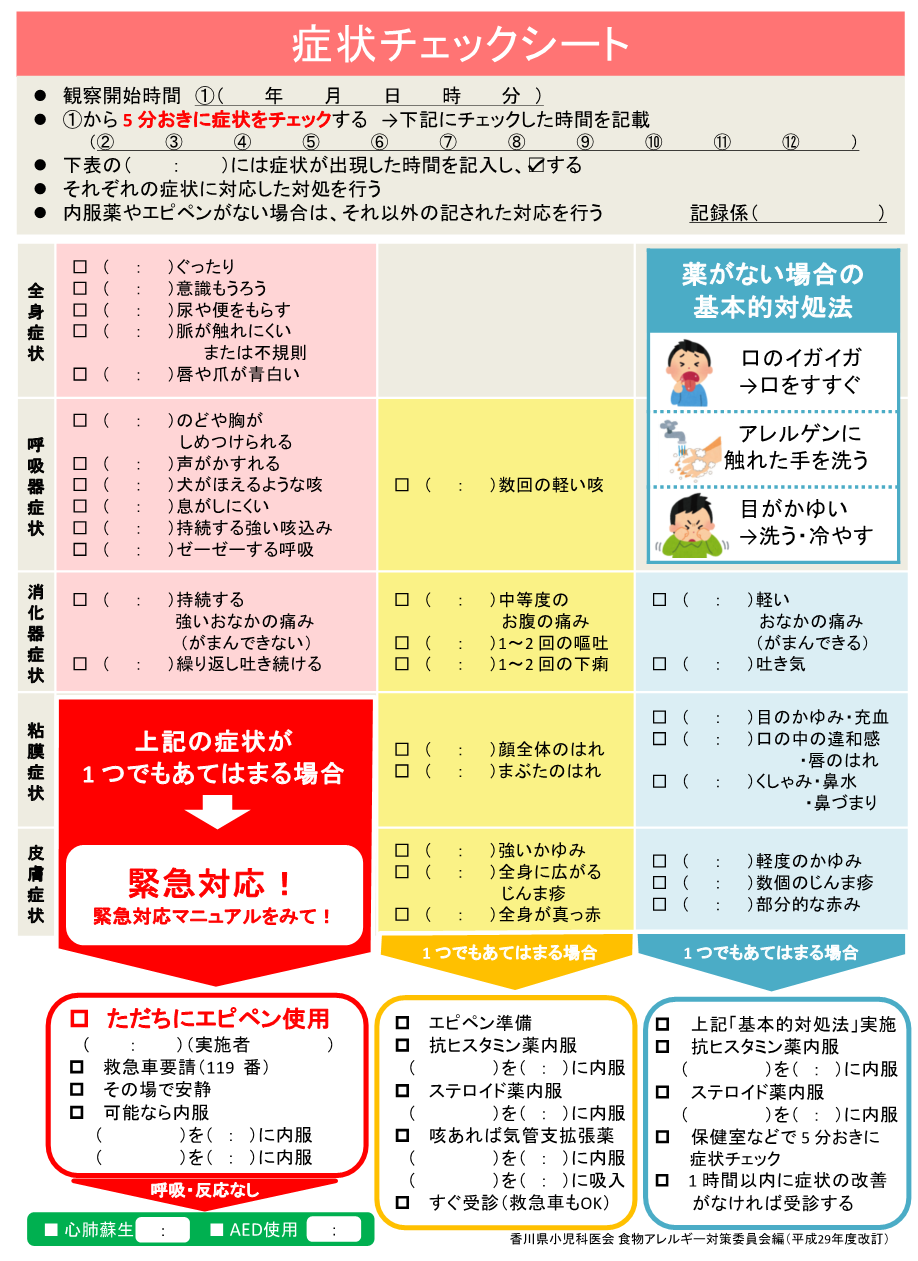 症状チェックシート
● 観察開始時間 ①( 年 月 日 時 分 )
● ①から5分おきに症状をチェックする →下記にチェックした時間を記載
(② ③ ④ ⑤ ⑥ ⑦ ⑧ ⑨ ⑩ ⑪ ⑫ )
● 下表の( : )には症状が出現した時間を記入し、☑する
● それぞれの症状に対応した対処を行う
● 内服薬やエピペンがない場合は、それ以外の記された対応を行う 記録係( )
全身症状
□ ( : )ぐったり
□ ( : )意識もうろう
□ ( : )尿や便をもらす
□ ( : )脈が触れにくい
または不規則
□ ( : )唇や爪が青白い
薬がない場合の
基本的対処法
口のイガイガ
→口をすすぐ
アレルゲンに
触れた手を洗う
目がかゆい
→洗う・冷やす
呼吸器症状
□ ( : )のどや胸が
しめつけられる
□ ( : )声がかすれる
□ ( : )犬がほえるような咳
□ ( : )息がしにくい
□ ( : )持続する強い咳込み
□ ( : )ゼーゼーする呼吸
□ ( : )数回の軽い咳
消化器症状
□ ( : )持続する
強いおなかの痛み
(がまんできない)
□ ( : )繰り返し吐き続ける
□ ( : )中等度の
お腹の痛み
□ ( : )1～2回の嘔吐
□ ( : )1～2回の下痢
□ ( : )軽い
おなかの痛み
(がまんできる)
□ ( : )吐き気
粘膜症状
□ ( : )顔全体のはれ
□ ( : )まぶたのはれ
□ ( : )目のかゆみ・充血
□ ( : )口の中の違和感
・唇のはれ
□ ( : )くしゃみ・鼻水
・鼻づまり
皮膚症状
□ ( : )強いかゆみ
□ ( : )全身に広がる
じんま疹
□ ( : )全身が真っ赤
□ ( : )軽度のかゆみ
□ ( : )数個のじんま疹
□ ( : )部分的な赤み
上記の症状が
1つでもあてはまる場合
緊急対応！
緊急対応マニュアルをみて！
1つでもあてはまる場合
1つでもあてはまる場合
□ ただちにエピペン使用
( : )(実施者 )
□ 救急車要請(119 番)
□ その場で安静
□ 可能なら内服
( )を( : )に内服
( )を( : )に内服
呼吸・反応なし
■ 心肺蘇生 : ■ AED使用 :
□ エピペン準備
□ 抗ヒスタミン薬内服
( )を( : )に内服
□ ステロイド薬内服
( )を( : )に内服
□ 咳あれば気管支拡張薬
( )を( : )に内服
( )を( : )に吸入
□ すぐ受診(救急車もOK)
□ 上記「基本的対処法」実施
□ 抗ヒスタミン薬内服
( )を( : )に内服
□ ステロイド薬内服
( )を( : )に内服
□ 保健室などで5分おきに
症状チェック
□ 1時間以内に症状の改善
がなければ受診する
香川県小児科医会 食物アレルギー対策委員会編(平成29年度改訂)